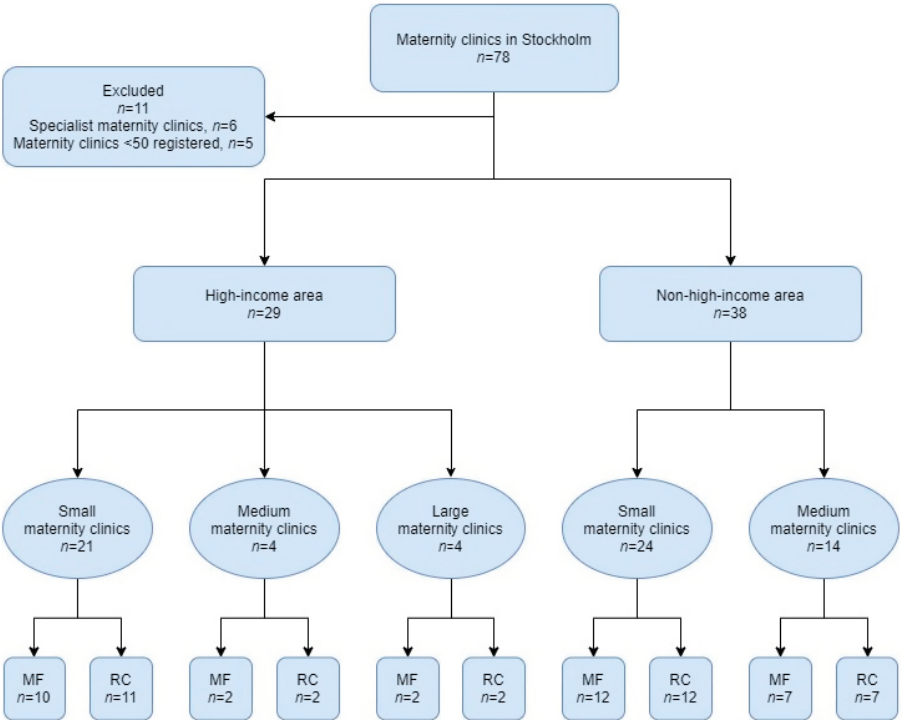 Maternity clinics in Stockholm
n=78
Excluded
n=11
Specialist maternity clinics, n=6
Maternity clinics <50 registered, n=5
High-income area
n=29
Non-high-income area
n=38
Small
maternity clinics
n=21
Medium
maternity clinics
n=4
Large
maternity clinics
n=4
Small
maternity clinics
n=24
Medium
maternity clinics
n=14
MF
n=10
RC
n=11
MF
n=2
RC
n=2
MF
n=2
RC
n=2
MF
n=12
RC
n=12
MF
n=7
RC
n=7